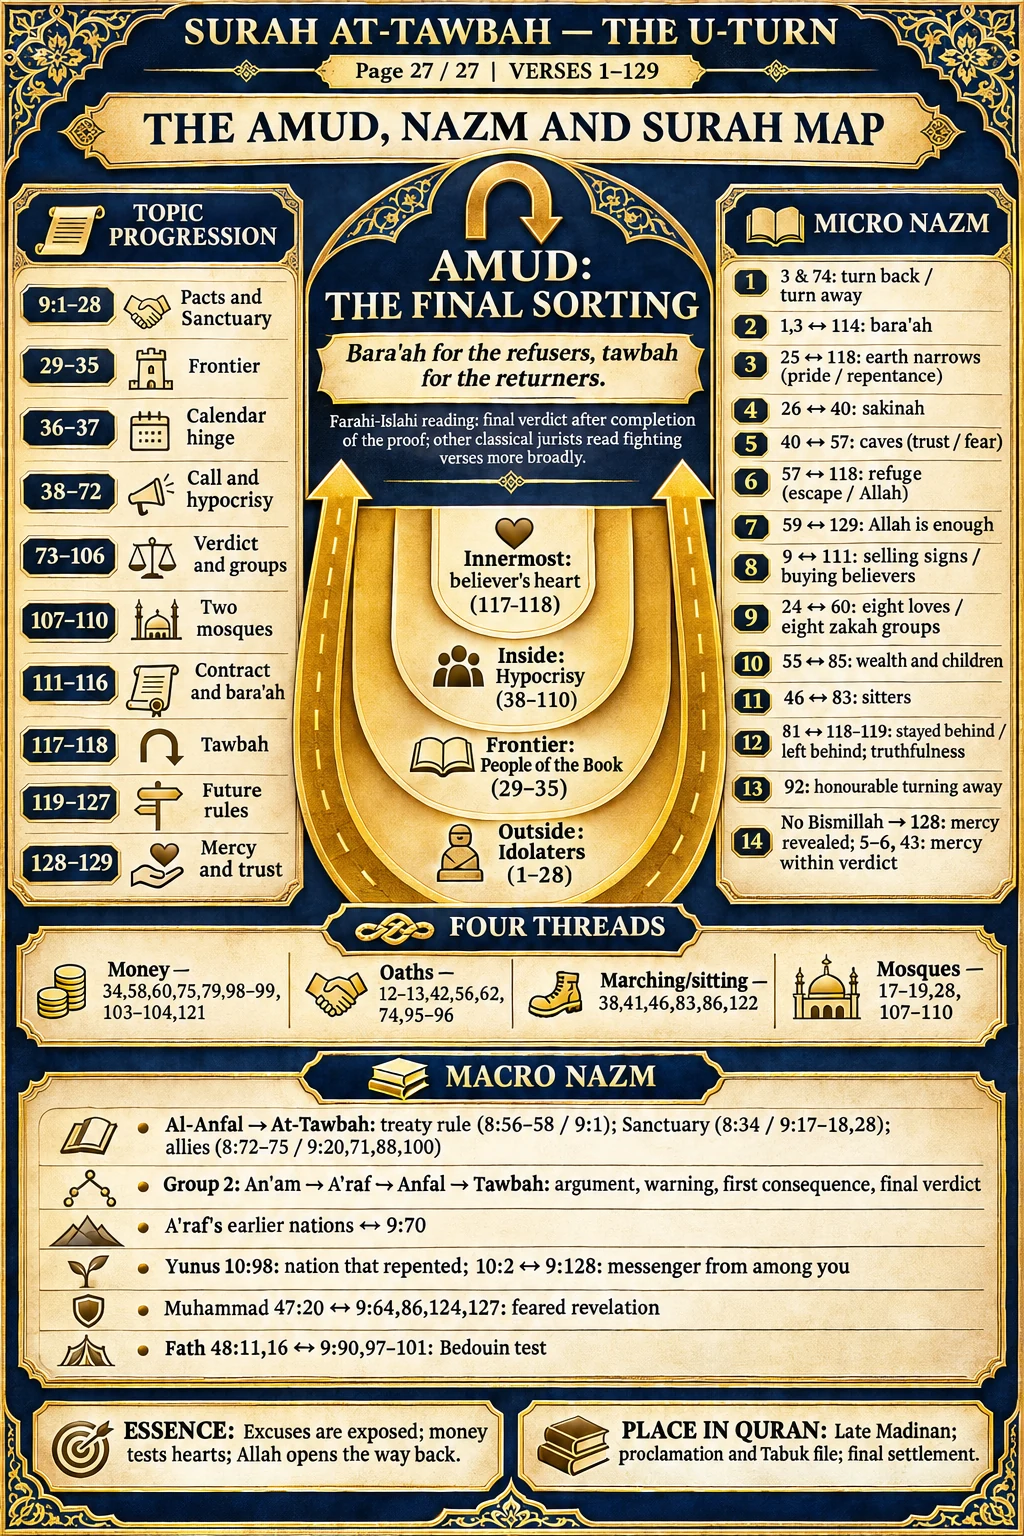 SURAH AT-TAWBAH — THE U-TURN
Page 27 / 27 | VERSES 1–129
THE AMUD, NAZM AND SURAH MAP
TOPIC
PROGRESSION
9:1–28
Pacts and
Sanctuary
29–35
Frontier
36–37
Calendar
hinge
38–72
Call and
hypocrisy
73–106
Verdict
and groups
107–110
Two
mosques
111–116
Contract
and bara'ah
117–118
Tawbah
119–127
Future
rules
128–129
Mercy
and trust
AMUD:
THE FINAL SORTING
Bara'ah for the refusers, tawbah
for the returners.
Farahi-Islahi reading: final verdict after completion
of the proof; other classical jurists read fighting
verses more broadly.
Innermost:
believer's heart
(117–118)
Inside:
Hypocrisy
(38–110)
Frontier:
People of the Book
(29–35)
Outside:
Idolaters
(1–28)
MICRO NAZM
1
3 & 74: turn back /
turn away
2
1,3 ↔ 114: bara'ah
3
25 ↔ 118: earth narrows
(pride / repentance)
4
26 ↔ 40: sakinah
5
40 ↔ 57: caves (trust / fear)
6
57 ↔ 118: refuge
(escape / Allah)
7
59 ↔ 129: Allah is enough
8
9 ↔ 111: selling signs /
buying believers
9
24 ↔ 60: eight loves /
eight zakah groups
10
55 ↔ 85: wealth and children
11
46 ↔ 83: sitters
12
81 ↔ 118–119: stayed behind /
left behind; truthfulness
13
92: honourable turning away
14
No Bismillah → 128: mercy
revealed; 5–6, 43: mercy
within verdict
FOUR THREADS
Money —
34,58,60,75,79,98–99,
103–104,121
Oaths —
12–13,42,56,62,
74,95–96
Marching/sitting —
38,41,46,83,86,122
Mosques —
17–19,28,
107–110
MACRO NAZM
• Al-Anfal → At-Tawbah: treaty rule (8:56–58 / 9:1); Sanctuary (8:34 / 9:17–18,28);
allies (8:72–75 / 9:20,71,88,100)
• Group 2: An'am → A'raf → Anfal → Tawbah: argument, warning, first consequence, final verdict
• A'raf's earlier nations ↔ 9:70
• Yunus 10:98: nation that repented; 10:2 ↔ 9:128: messenger from among you
• Muhammad 47:20 ↔ 9:64,86,124,127: feared revelation
• Fath 48:11,16 ↔ 9:90,97–101: Bedouin test
ESSENCE: Excuses are exposed; money
tests hearts; Allah opens the way back.
PLACE IN QURAN: Late Madinan;
proclamation and Tabuk file; final settlement.